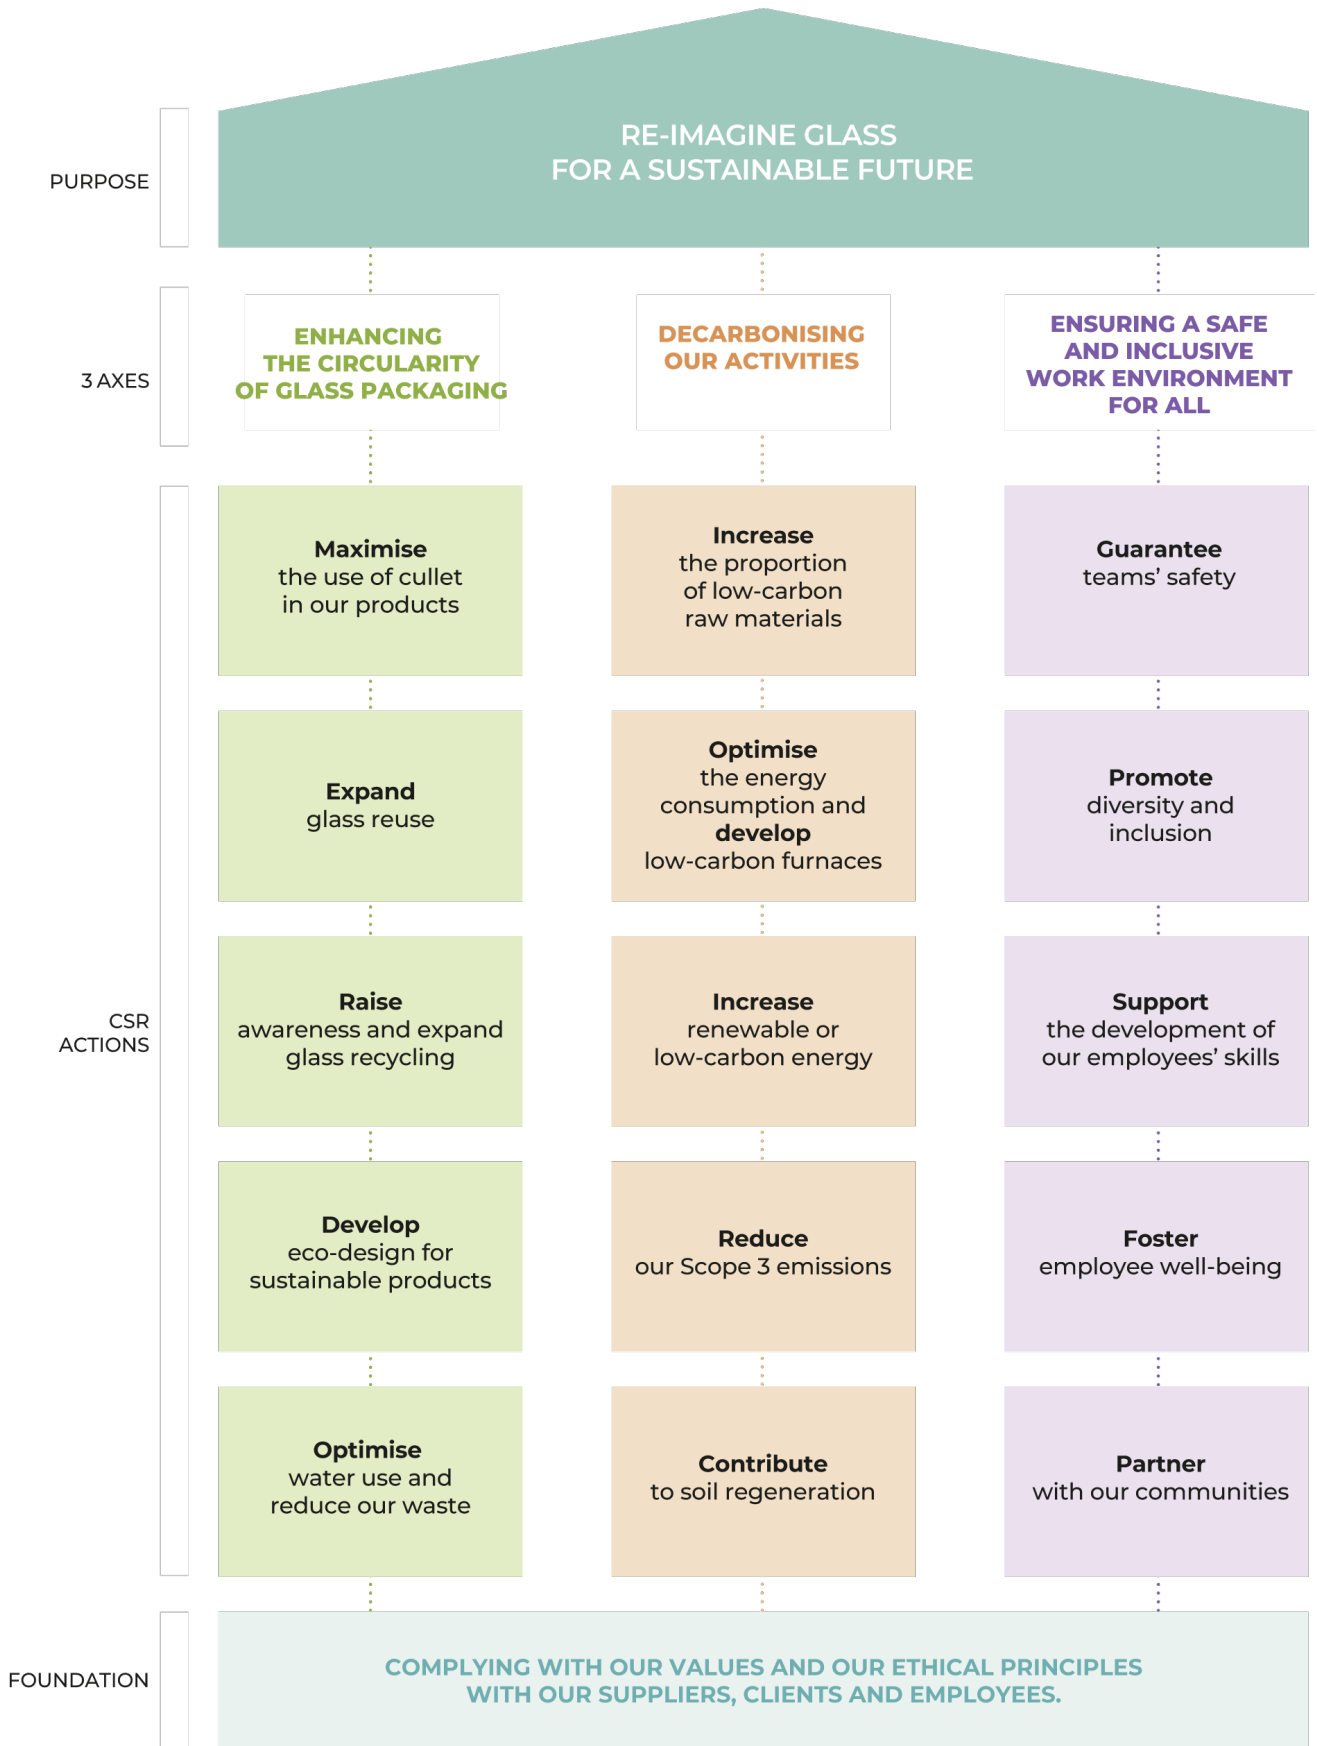 PURPOSE
RE-IMAGINE GLASS
FOR A SUSTAINABLE FUTURE
3 AXES
ENHANCING
THE CIRCULARITY
OF GLASS PACKAGING
DECARBONISING
OUR ACTIVITIES
ENSURING A SAFE
AND INCLUSIVE
WORK ENVIRONMENT
FOR ALL
CSR
ACTIONS
Maximise
the use of cullet
in our products
Increase
the proportion
of low-carbon
raw materials
Guarantee
teams’ safety
Expand
glass reuse
Optimise
the energy
consumption and
develop
low-carbon furnaces
Promote
diversity and
inclusion
Raise
awareness and expand
glass recycling
Increase
renewable or
low-carbon energy
Support
the development of
our employees’ skills
Develop
eco-design for
sustainable products
Reduce
our Scope 3 emissions
Foster
employee well-being
Optimise
water use and
reduce our waste
Contribute
to soil regeneration
Partner
with our communities
FOUNDATION
COMPLYING WITH OUR VALUES AND OUR ETHICAL PRINCIPLES
WITH OUR SUPPLIERS, CLIENTS AND EMPLOYEES.